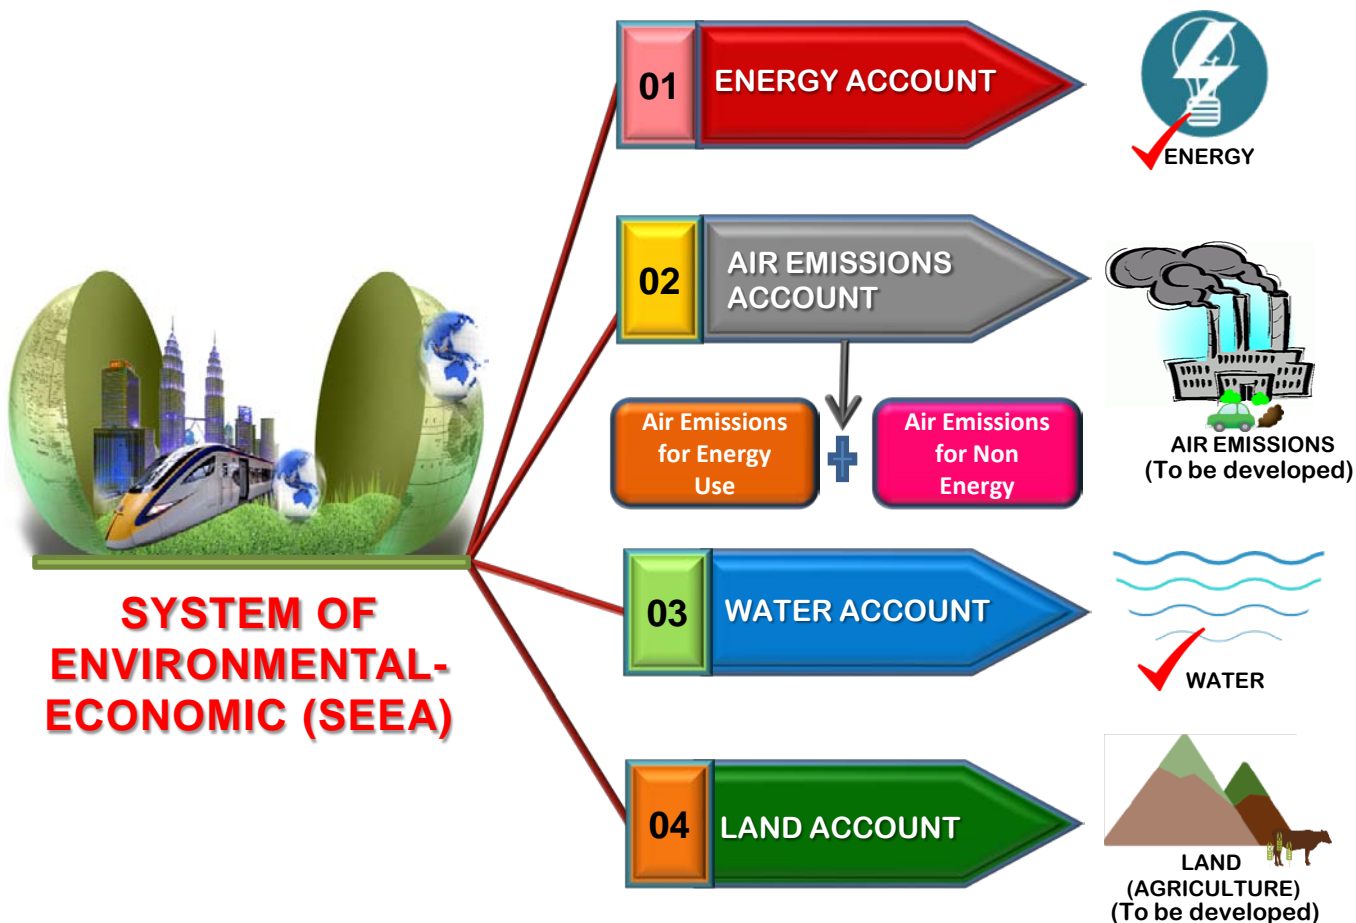 01
ENERGY ACCOUNT
ENERGY
02
AIR EMISSIONS
ACCOUNT
Air Emissions
for Energy
Use
Air Emissions
for Non
Energy
AIR EMISSIONS
(To be developed)
SYSTEM OF
ENVIRONMENTAL-
ECONOMIC (SEEA)
03
WATER ACCOUNT
WATER
04
LAND ACCOUNT
LAND
(AGRICULTURE)
(To be developed)